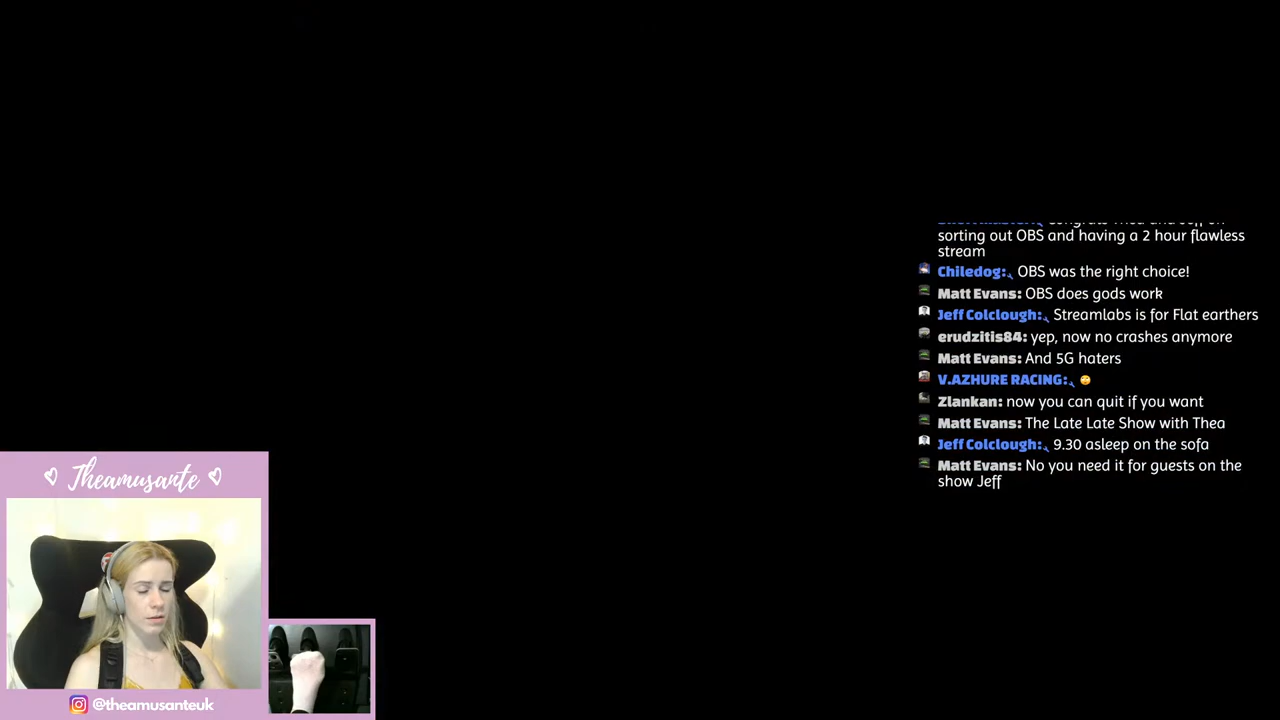 sorting out OBS and having a 2 hour flawless
stream
Chiledog: OBS was the right choice!
Matt Evans: OBS does gods work
Jeff Colclough: Streamlabs is for Flat earthers
erudzitis84: yep, now no crashes anymore
Matt Evans: And 5G haters
V.AZHURE RACING:
Zlankan: now you can quit if you want
Matt Evans: The Late Late Show with Thea
Jeff Colclough: 9.30 asleep on the sofa
Matt Evans: No you need it for guests on the
show Jeff
Theamusante
@theamusanteuk